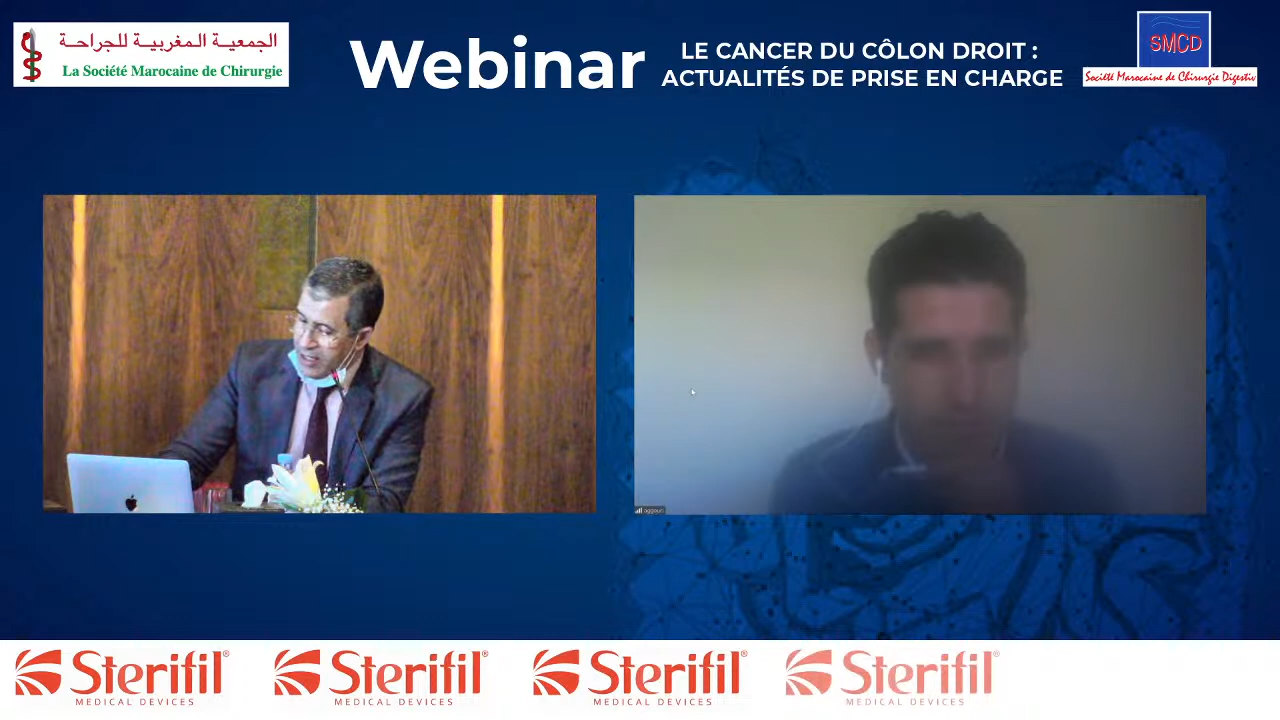 الجمعية المغربية للجراحة
La Société Marocaine de Chirurgie
Webinar
LE CANCER DU CÔLON DROIT :
ACTUALITÉS DE PRISE EN CHARGE
SMCD
Société Marocaine de Chirurgie Digestiv
Sterifil® Sterifil® Sterifil® Sterifil®
MEDICAL DEVICES MEDICAL DEVICES MEDICAL DEVICES MEDICAL DEVICES